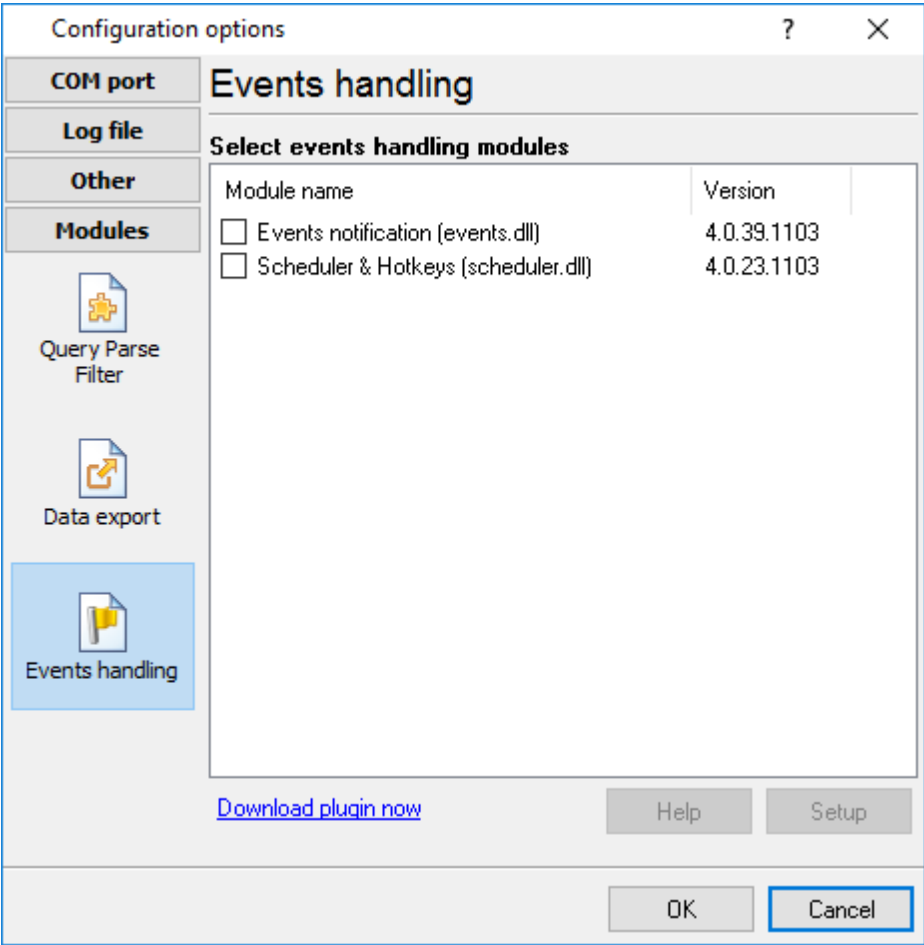 Configuration options ?
COM port
Log file
Other
Modules
Query Parse
Filter
Data export
Events handling
Events handling
Select events handling modules
Module name Version
Events notification (events.dll) 4.0.39.1103
Scheduler & Hotkeys (scheduler.dll) 4.0.23.1103
Download plugin now Help Setup
OK Cancel